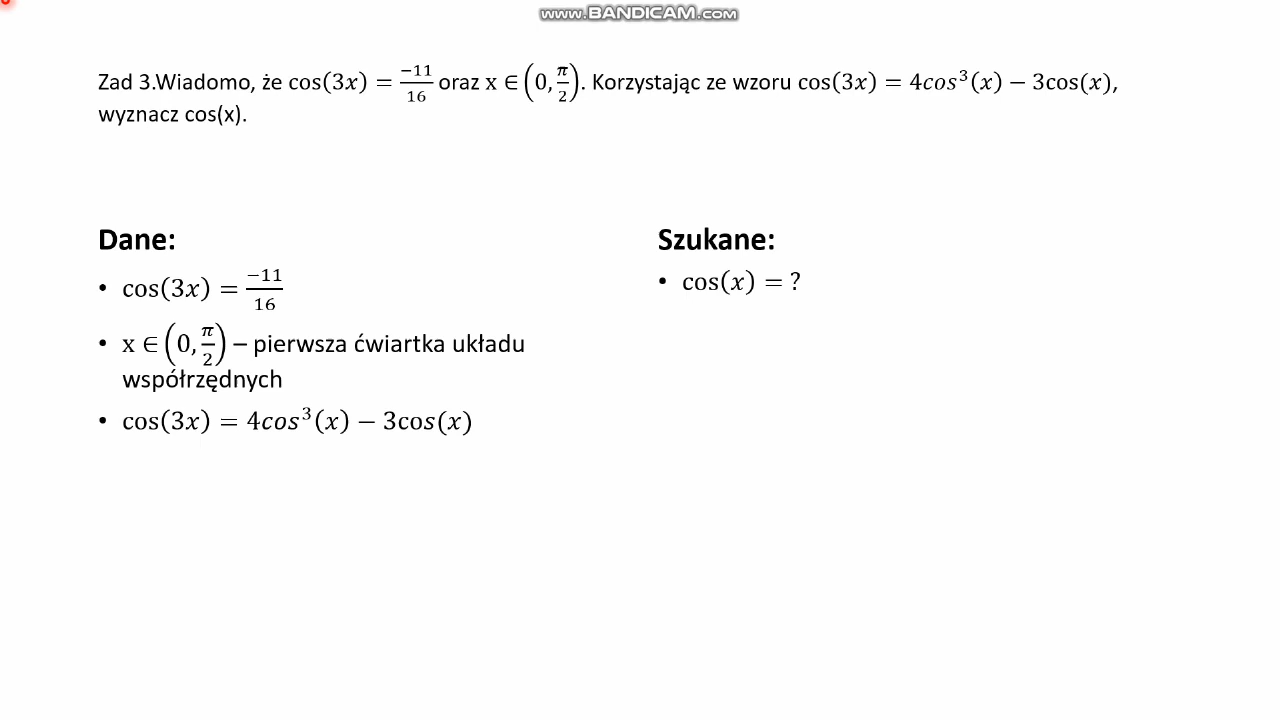 www.BANDICAM.com
Zad 3.Wiadomo, że cos(3x) = −11/16 oraz x ∈ (0, π/2). Korzystając ze wzoru cos(3x) = 4cos³(x) − 3cos(x),
wyznacz cos(x).
Dane:
• cos(3x) = −11/16
• x ∈ (0, π/2) – pierwsza ćwiartka układu
współrzędnych
• cos(3x) = 4cos³(x) − 3cos(x)
Szukane:
• cos(x) = ?